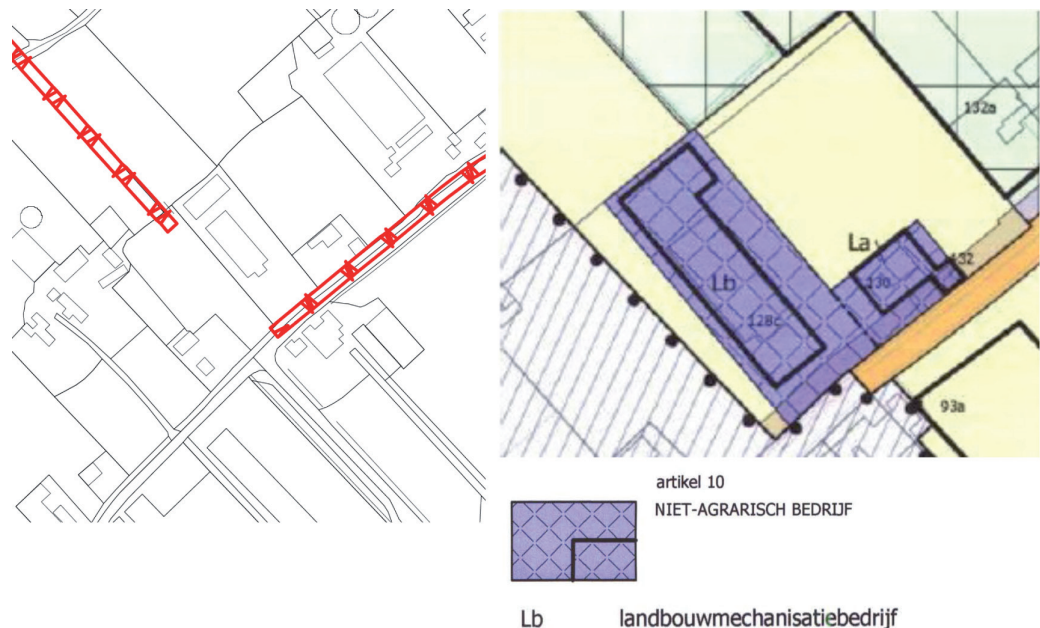 132a
La
132
130
Lb
128c
93a
artikel 10
NIET-AGRARISCH BEDRIJF
Lb landbouwmechanisatiebedrijf